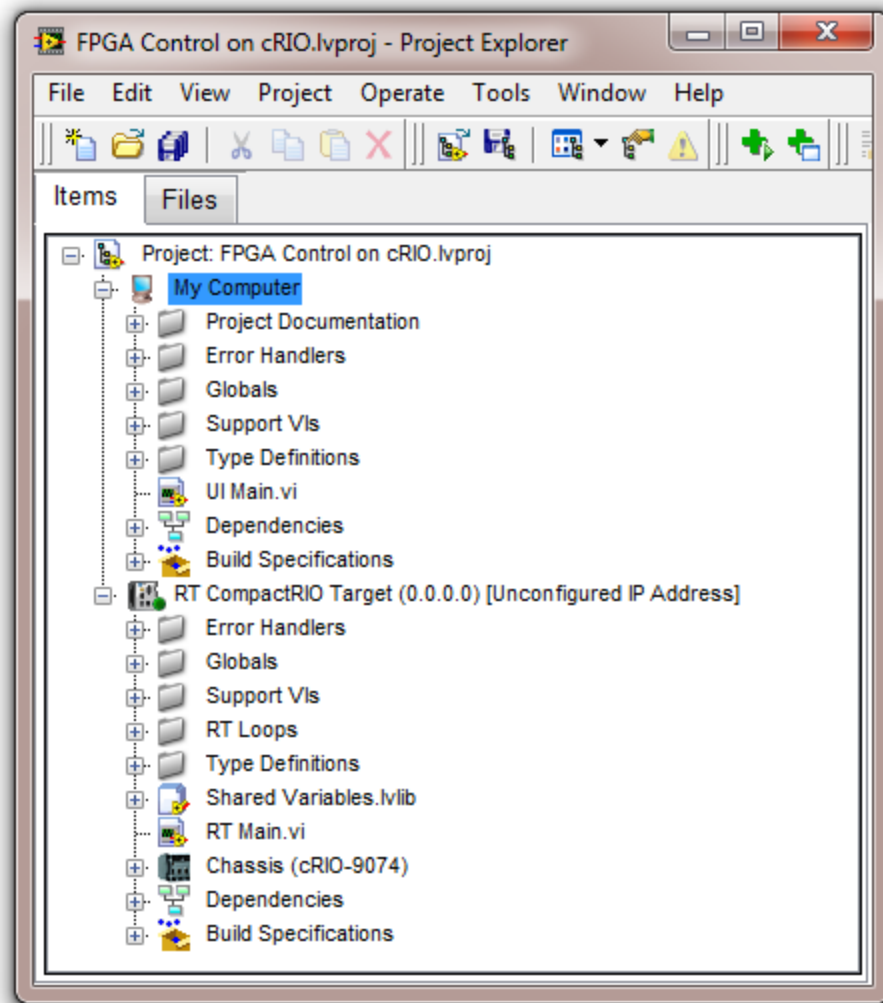 FPGA Control on cRIO.lvproj - Project Explorer
File Edit View Project Operate Tools Window Help
Items Files
Project: FPGA Control on cRIO.lvproj
My Computer
Project Documentation
Error Handlers
Globals
Support VIs
Type Definitions
UI Main.vi
Dependencies
Build Specifications
RT CompactRIO Target (0.0.0.0) [Unconfigured IP Address]
Error Handlers
Globals
Support VIs
RT Loops
Type Definitions
Shared Variables.lvlib
RT Main.vi
Chassis (cRIO-9074)
Dependencies
Build Specifications